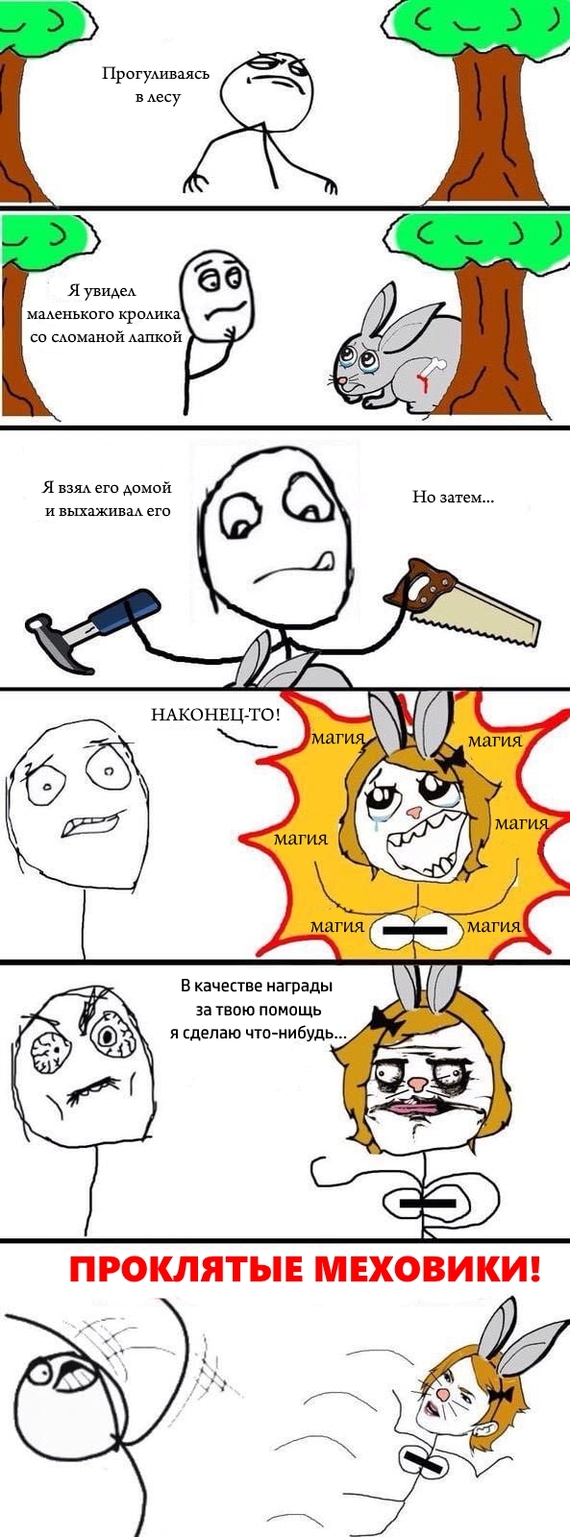 Прогуливаясь
в лесу
Я увидел
маленького кролика
со сломаной лапкой
Я взял его домой
и выхаживал его
Но затем...
НАКОНЕЦ-ТО!
магия
магия
магия
магия
магия
магия
В качестве награды
за твою помощь
я сделаю что-нибудь...
ПРОКЛЯТЫЕ МЕХОВИКИ!